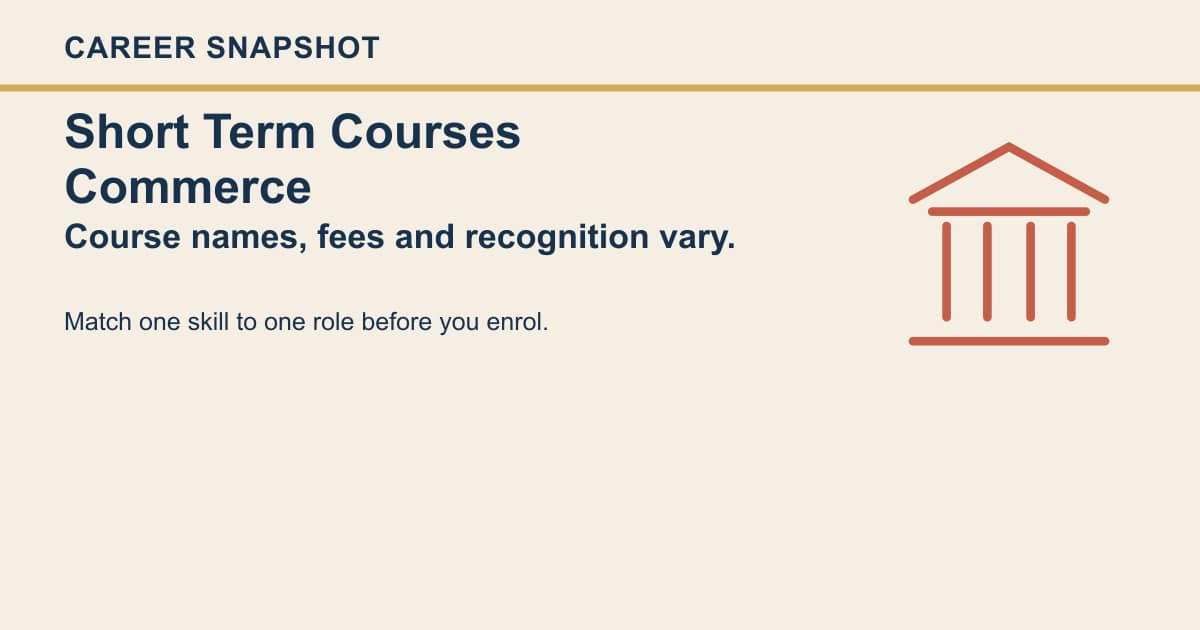 CAREER SNAPSHOT
Short Term Courses
Commerce
Course names, fees and recognition vary.
Match one skill to one role before you enrol.